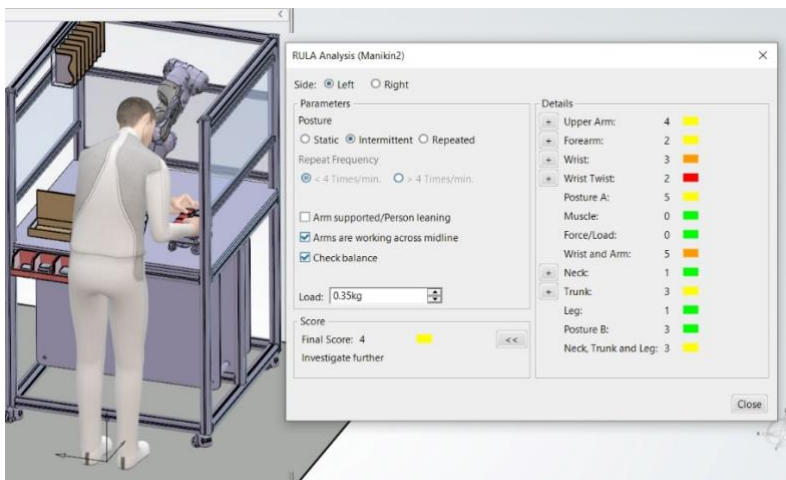 RULA Analysis (Manikin2)
Side: Left Right
Parameters
Posture
Static Intermittent Repeated
Repeat Frequency
< 4 Times/min. > 4 Times/min.
Arm supported/Person leaning
Arms are working across midline
Check balance
Load: 0.35kg
Score
Final Score: 4
<<
Investigate further
Details
+ Upper Arm: 4
+ Forearm: 2
+ Wrist: 3
+ Wrist Twist: 2
Posture A: 5
Muscle: 0
Force/Load: 0
Wrist and Arm: 5
+ Neck: 1
+ Trunk: 3
Leg: 1
Posture B: 3
Neck, Trunk and Leg: 3
Close